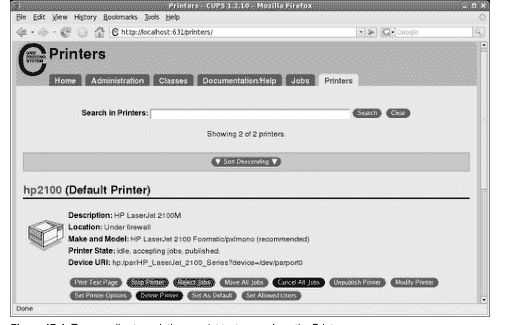 Printers - CUPS 1.2.10 - Mozilla Firefox
File Edit View History Bookmarks Tools Help
http://localhost:631/printers/
Google
Printers
Home Administration Classes Documentation/Help Jobs Printers
Search in Printers: Search Clear
Showing 2 of 2 printers.
▼ Sort Descending ▼
hp2100 (Default Printer)
Description: HP LaserJet 2100M
Location: Under firewall
Make and Model: HP LaserJet 2100 Foomatic/pxlmono (recommended)
Printer State: idle, accepting jobs, published.
Device URI: hp:/par/HP_LaserJet_2100_Series?device=/dev/parport0
Print Test Page Stop Printer Reject Jobs Move All Jobs Cancel All Jobs Unpublish Printer Modify Printer
Set Printer Options Delete Printer Set As Default Set Allowed Users
Done